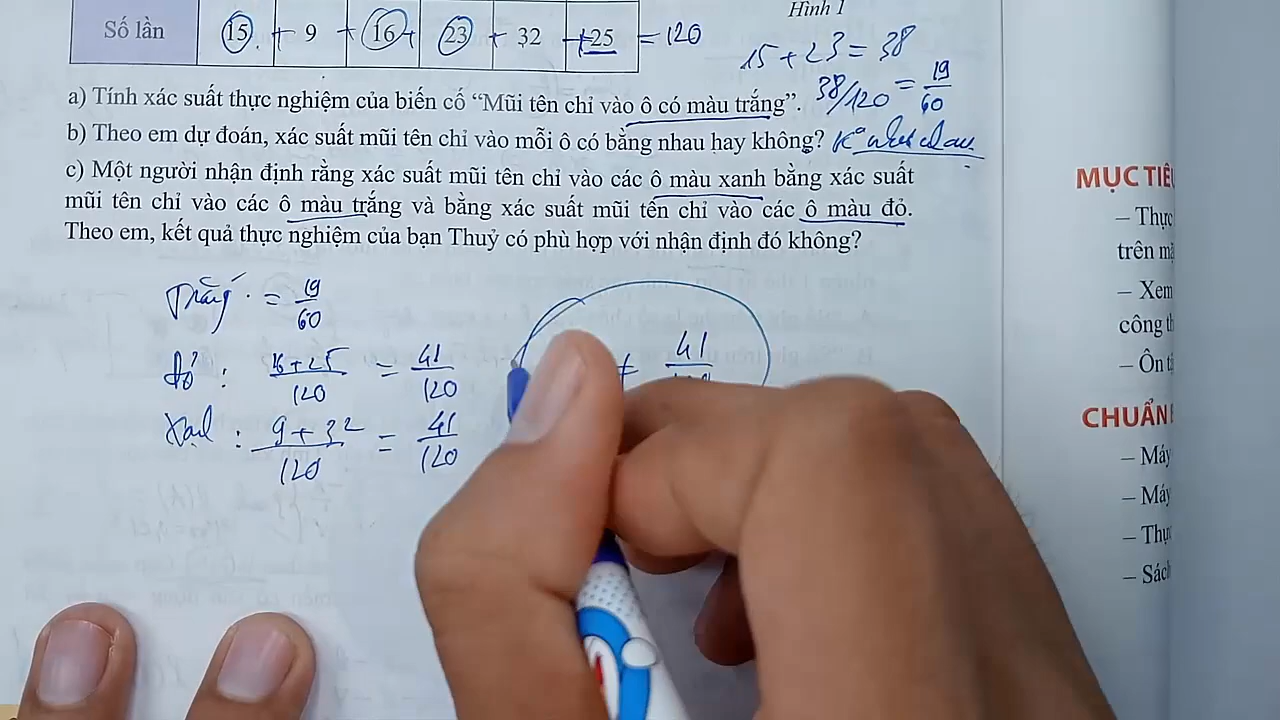 Hình 1
Số lần 15 + 9 + 16 + 23 + 32 + 25 = 120
15 + 23 = 38
38/120 = 19/60
a) Tính xác suất thực nghiệm của biến cố “Mũi tên chỉ vào ô có màu trắng”.
b) Theo em dự đoán, xác suất mũi tên chỉ vào mỗi ô có bằng nhau hay không?
c) Một người nhận định rằng xác suất mũi tên chỉ vào các ô màu xanh bằng xác suất
mũi tên chỉ vào các ô màu trắng và bằng xác suất mũi tên chỉ vào các ô màu đỏ.
Theo em, kết quả thực nghiệm của bạn Thuỷ có phù hợp với nhận định đó không?
Trắng = 19/60
Đỏ : 16+25/120 = 41/120
≠ 41
Xanh : 9+32/120 = 41/120
MỤC TIÊ
– Thực
trên m
– Xem
công th
– Ôn t
CHUẨN
– Máy
– Máy
– Thư
– Sách